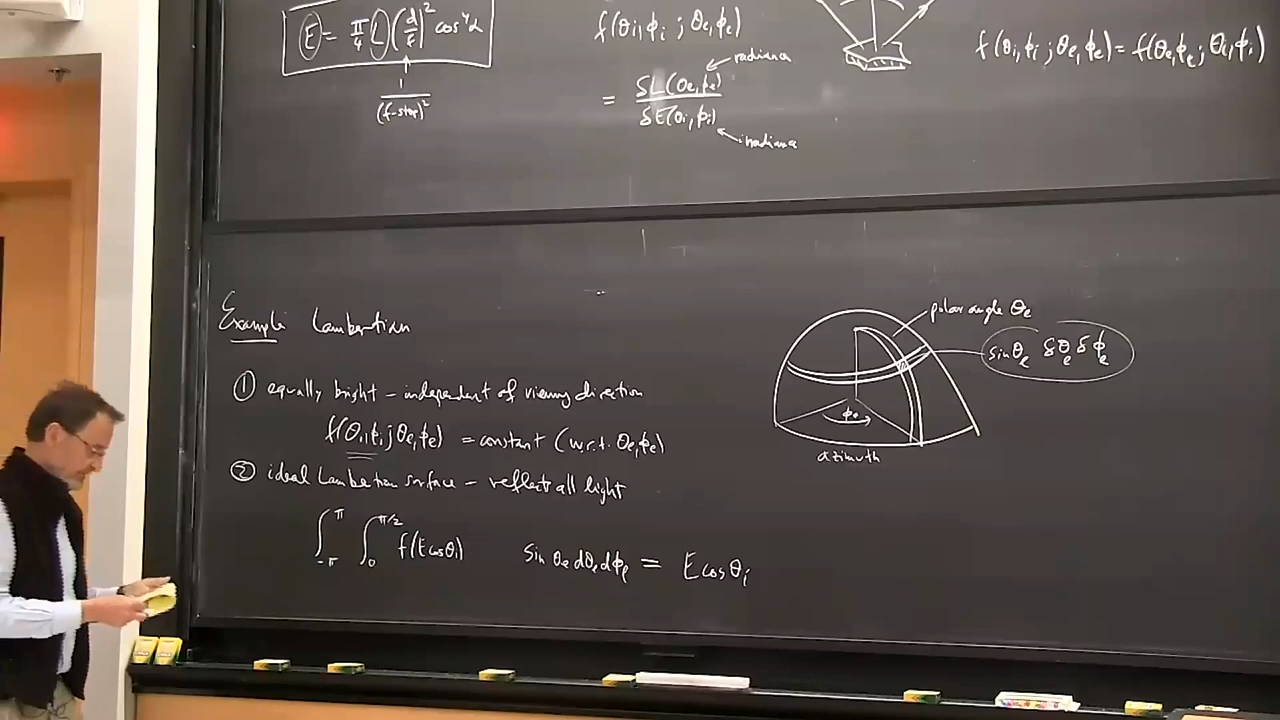 E = π/4 L (d/f)² cos⁴α
1/(f-stop)²
f(θi, φi ; θe, φe)
= δL(θe, φe) / δE(θi, φi)
radiance
irradiance
f(θi, φi ; θe, φe) = f(θe, φe ; θi, φi)
Example Lambertian
① equally bright – independent of viewing direction
f(θi, φi ; θe, φe) = constant (w.r.t. θe, φe)
② ideal Lambertian surface – reflects all light
∫_{-π}^{π} ∫_0^{π/2} f(E cos θi) sin θe dθe dφe = E cos θi
polar angle θe
sin θe δθe δφe
φe
azimuth